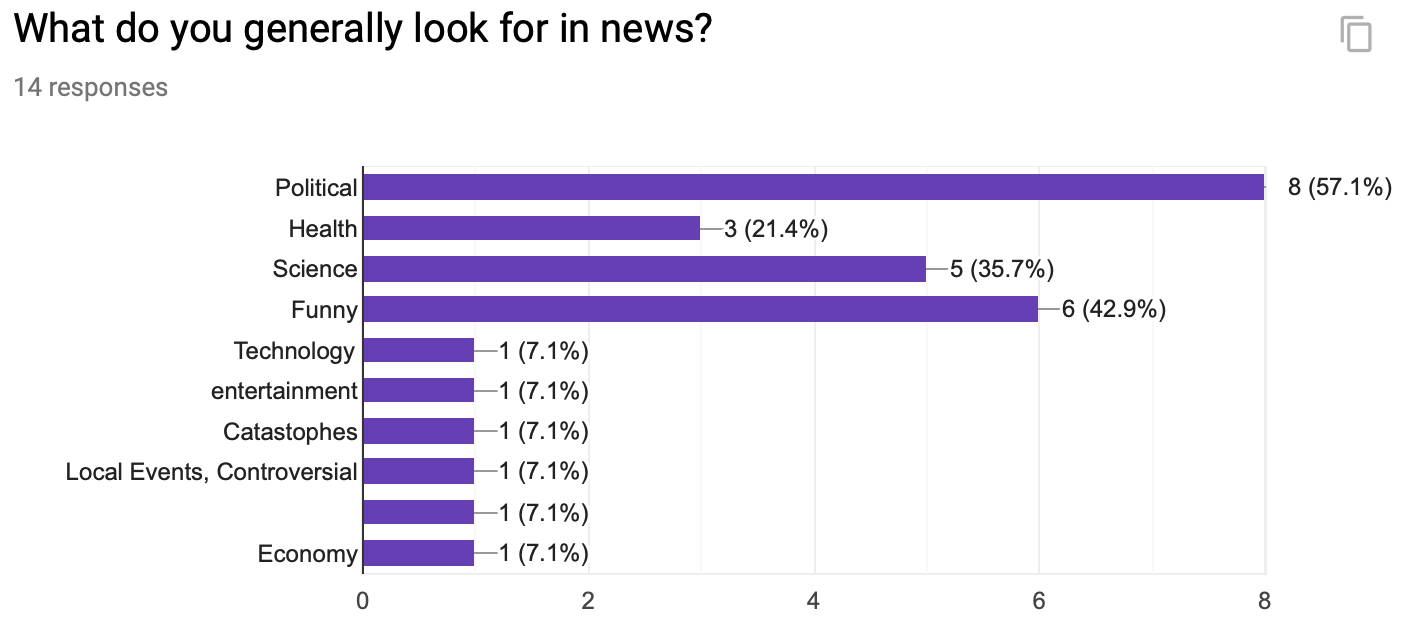 What do you generally look for in news?
14 responses
Political 8 (57.1%)
Health 3 (21.4%)
Science 5 (35.7%)
Funny 6 (42.9%)
Technology 1 (7.1%)
entertainment 1 (7.1%)
Catastophes 1 (7.1%)
Local Events, Controversial 1 (7.1%)
1 (7.1%)
Economy 1 (7.1%)
0 2 4 6 8